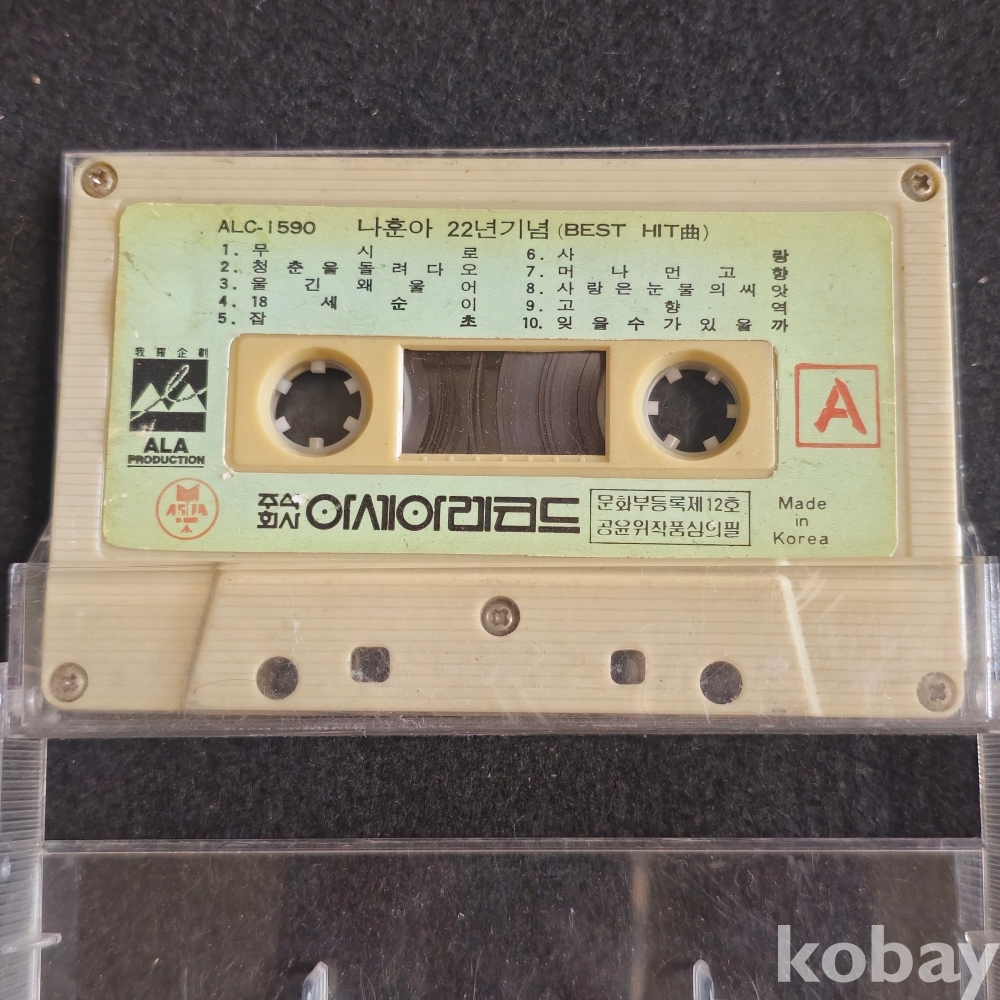 ALC-1590 나훈아 22년기념 (BEST HIT曲)
1. 무시로
2. 청춘을돌려다오
3. 울긴왜울어
4. 18세순이
5. 잡초
6. 사랑
7. 머나먼고향
8. 사랑은눈물의씨앗
9. 고향역
10. 잊을수가있을까
我羅企劃
ALA
PRODUCTION
A
ASIA
주식회사 아세아레코드
문화부등록제12호
공윤위작품심의필
Made
in
Korea
kobay